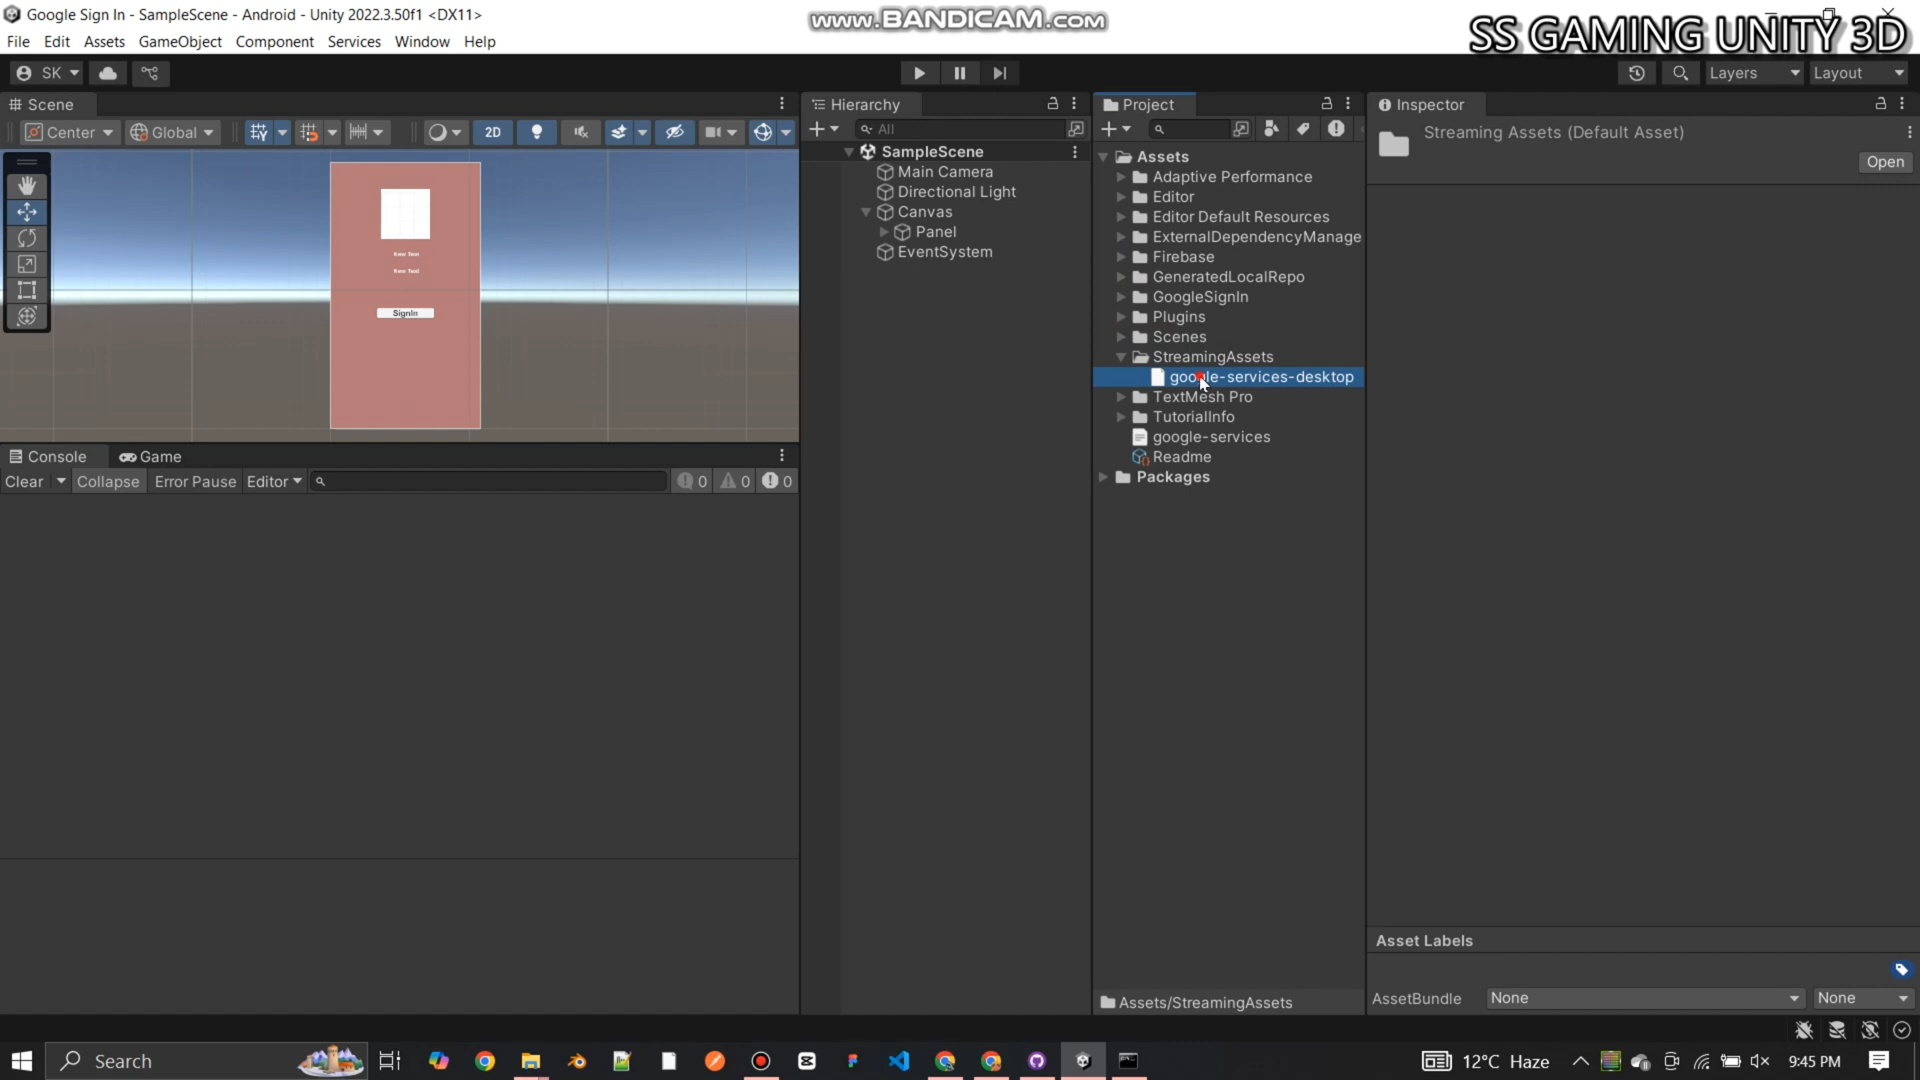 Google Sign In - SampleScene - Android - Unity 2022.3.50f1 <DX11>
WWW.BANDICAM.COM
SS GAMING UNITY 3D
File Edit Assets GameObject Component Services Window Help
SK
Layers
Layout
Scene
Center
Global
2D
Hierarchy
All
SampleScene
Main Camera
Directional Light
Canvas
Panel
EventSystem
Project
Assets
Adaptive Performance
Editor
Editor Default Resources
ExternalDependencyManage
Firebase
GeneratedLocalRepo
GoogleSignIn
Plugins
Scenes
StreamingAssets
google-services-desktop
TextMesh Pro
TutorialInfo
google-services
Readme
Packages
Assets/StreamingAssets
Inspector
Streaming Assets (Default Asset)
Open
Asset Labels
AssetBundle
None
None
New Text
New Text
SignIn
Console
Game
Clear
Collapse
Error Pause
Editor
0
0
0
Search
12°C Haze
9:45 PM